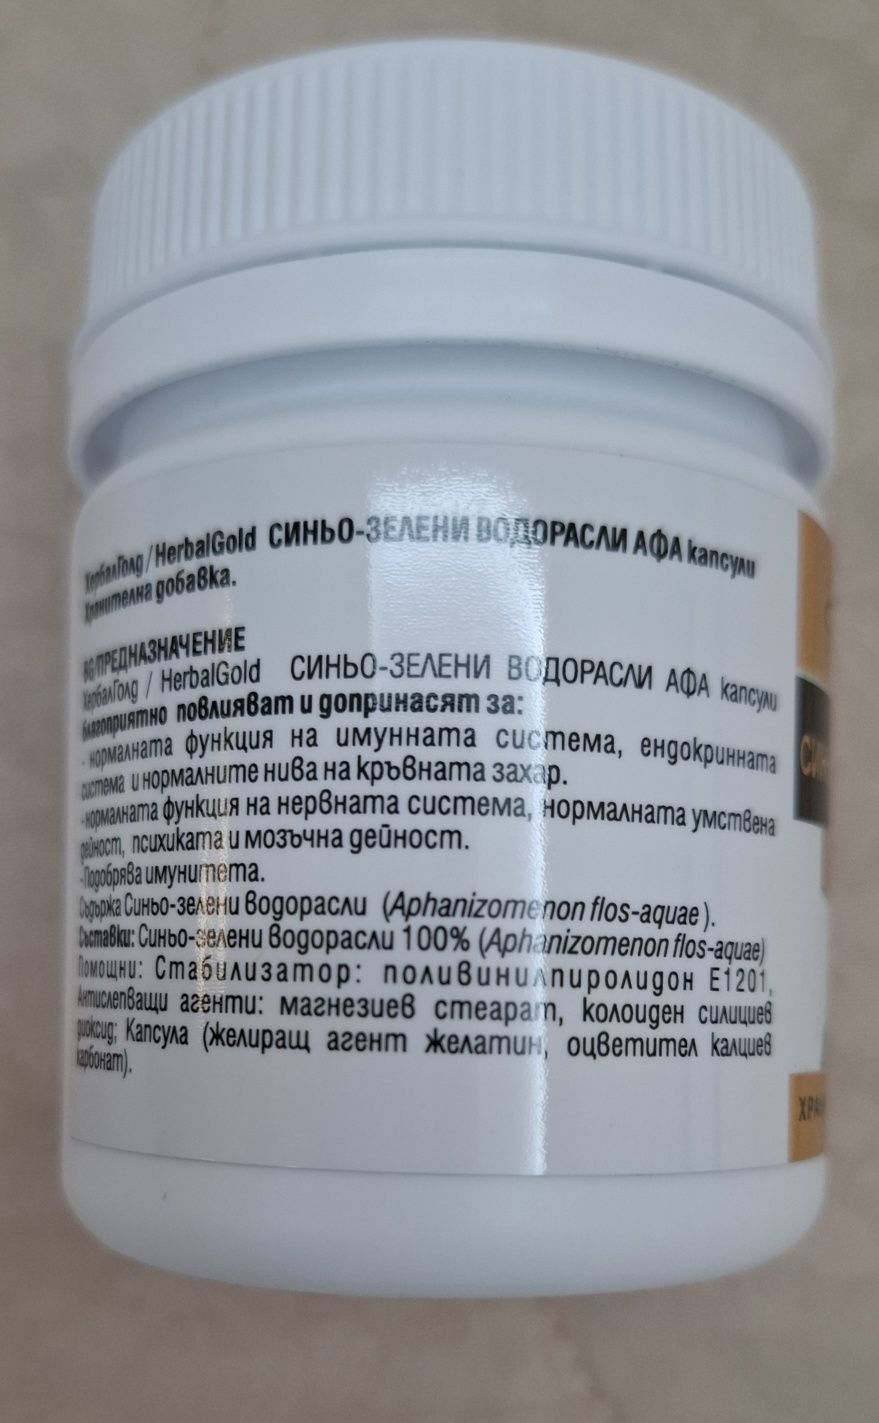 ХербалГолд / HerbalGold СИНЬО-ЗЕЛЕНИ ВОДОРАСЛИ АФА капсули
Хранителна добавка.
BG/ПРЕДНАЗНАЧЕНИЕ
ХербалГолд / HerbalGold СИНЬО-ЗЕЛЕНИ ВОДОРАСЛИ АФА капсули
благоприятно повлияват и допринасят за:
- нормалната функция на имунната система, ендокринната
система и нормалните нива на кръвната захар.
-нормалната функция на нервната система, нормалната умствена
дейност, психиката и мозъчна дейност.
-Подобрява имунитета.
Съдържа Синьо-зелени водорасли (Aphanizomenon flos-aquae ).
Съставки: Синьо-зелени водорасли 100% (Aphanizomenon flos-aquae)
Помощни: Стабилизатор: поливинилпиролидон Е1201,
Антислепващи агенти: магнезиев стеарат, колоиден силициев
диоксид; Капсула (желиращ агент желатин, оцветител калциев
карбонат).